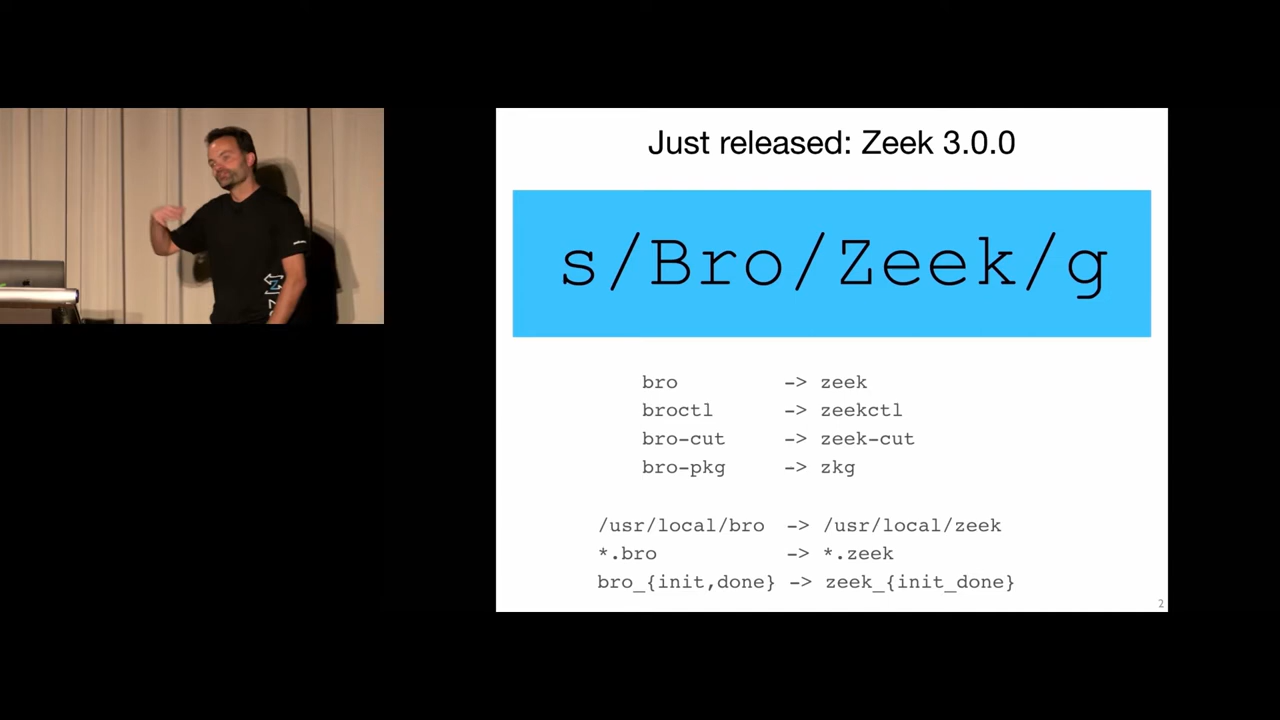 Just released: Zeek 3.0.0
s/Bro/Zeek/g
bro -> zeek
broctl -> zeekctl
bro-cut -> zeek-cut
bro-pkg -> zkg
/usr/local/bro -> /usr/local/zeek
*.bro -> *.zeek
bro_{init,done} -> zeek_{init_done}
2